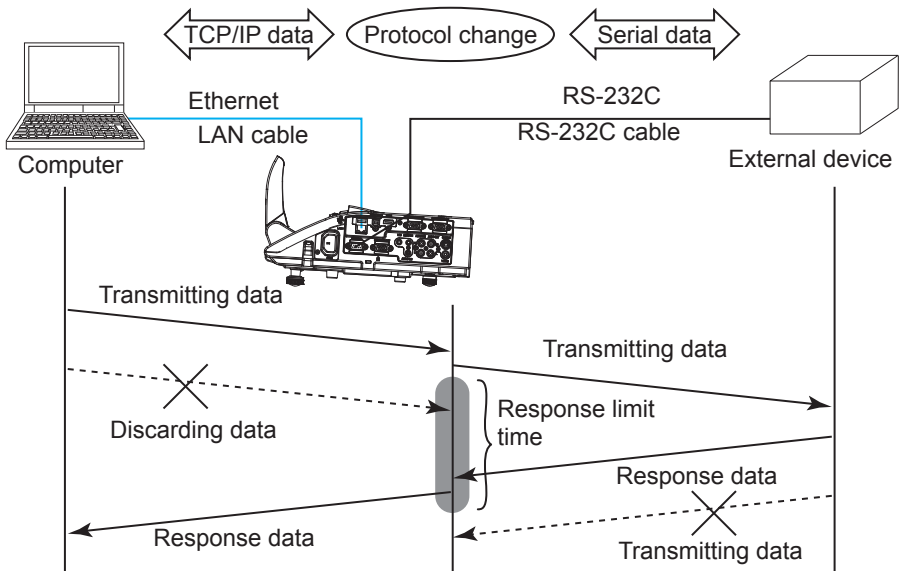 TCP/IP data
Protocol change
Serial data
Ethernet
LAN cable
RS-232C
RS-232C cable
Computer
External device
Transmitting data
Transmitting data
Discarding data
Response limit
time
Response data
Response data
Transmitting data